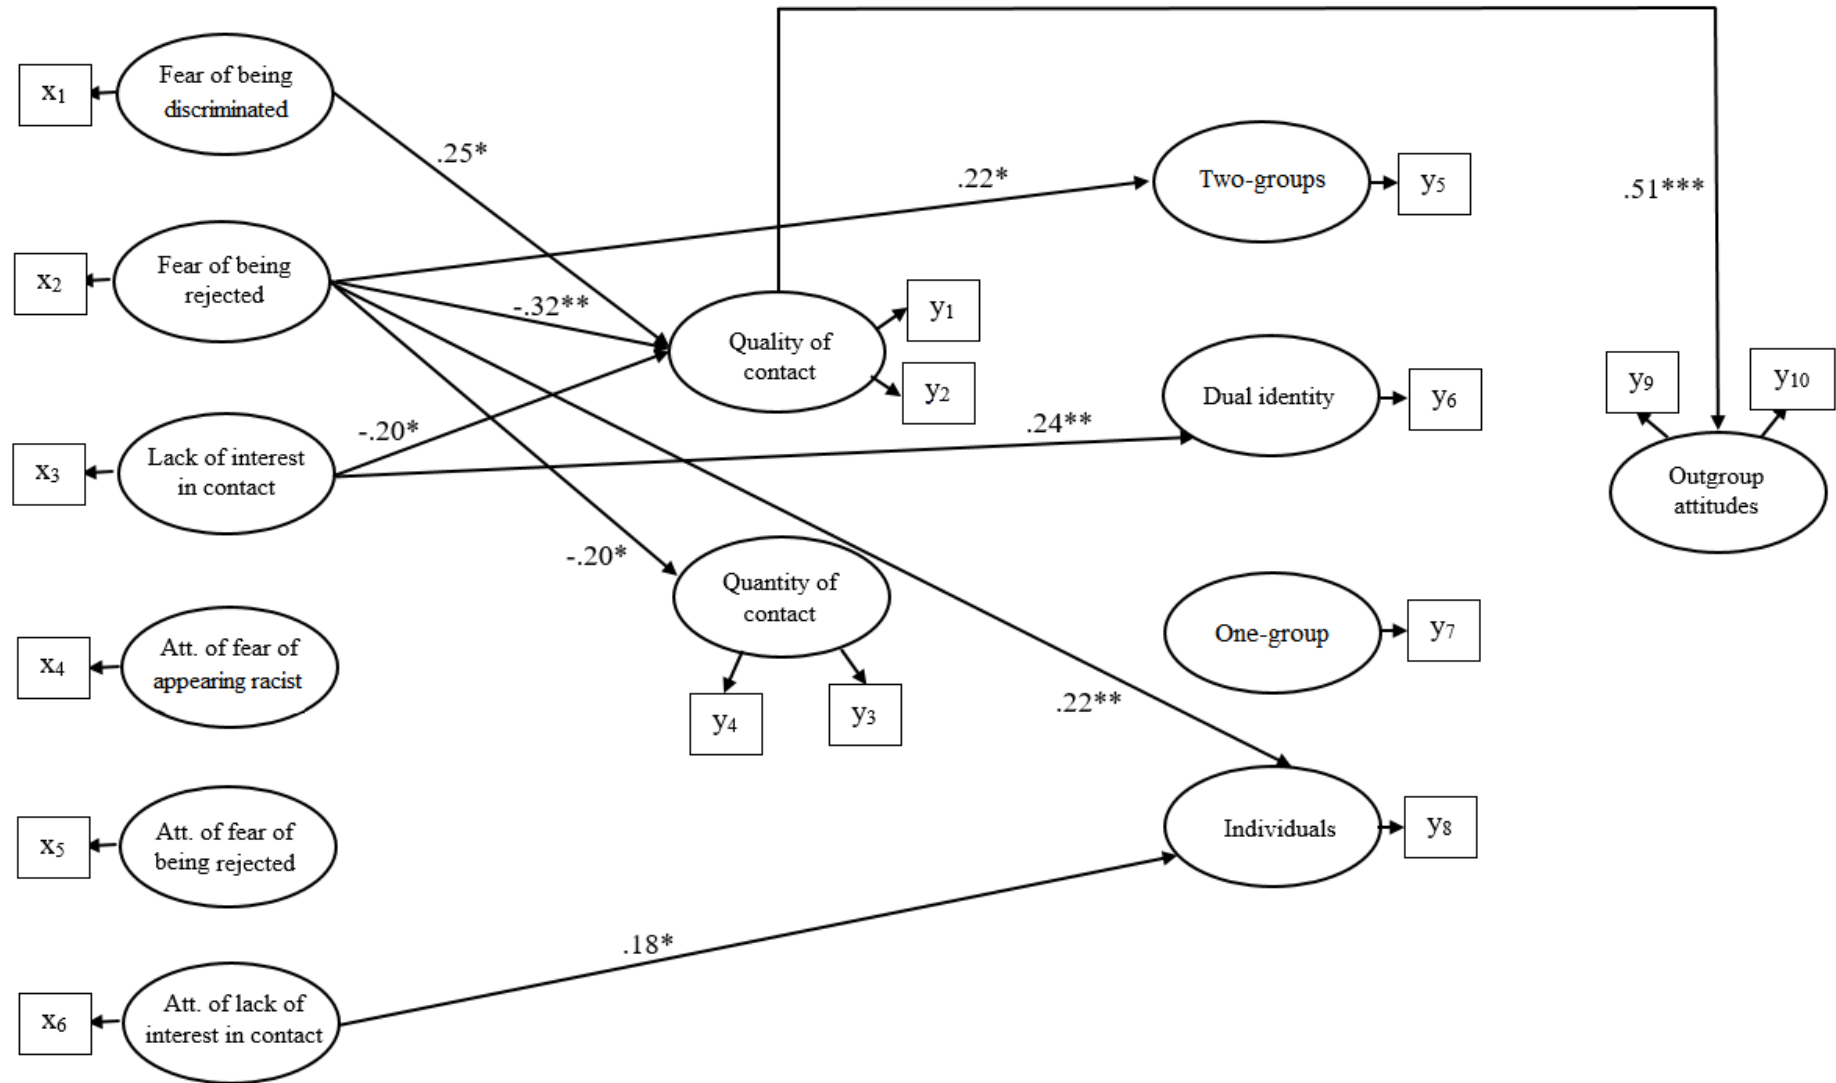 x1
Fear of being
discriminated
.25*
.22*
Two-groups
y5
.51***
x2
Fear of being
rejected
-.32**
Quality of
contact
y1
y2
Dual identity
y6
y9
y10
Outgroup
attitudes
x3
Lack of interest
in contact
-.20*
.24**
-.20*
Quantity of
contact
y4
y3
One-group
y7
x4
Att. of fear of
appearing racist
.22**
x5
Att. of fear of
being rejected
Individuals
y8
.18*
x6
Att. of lack of
interest in contact